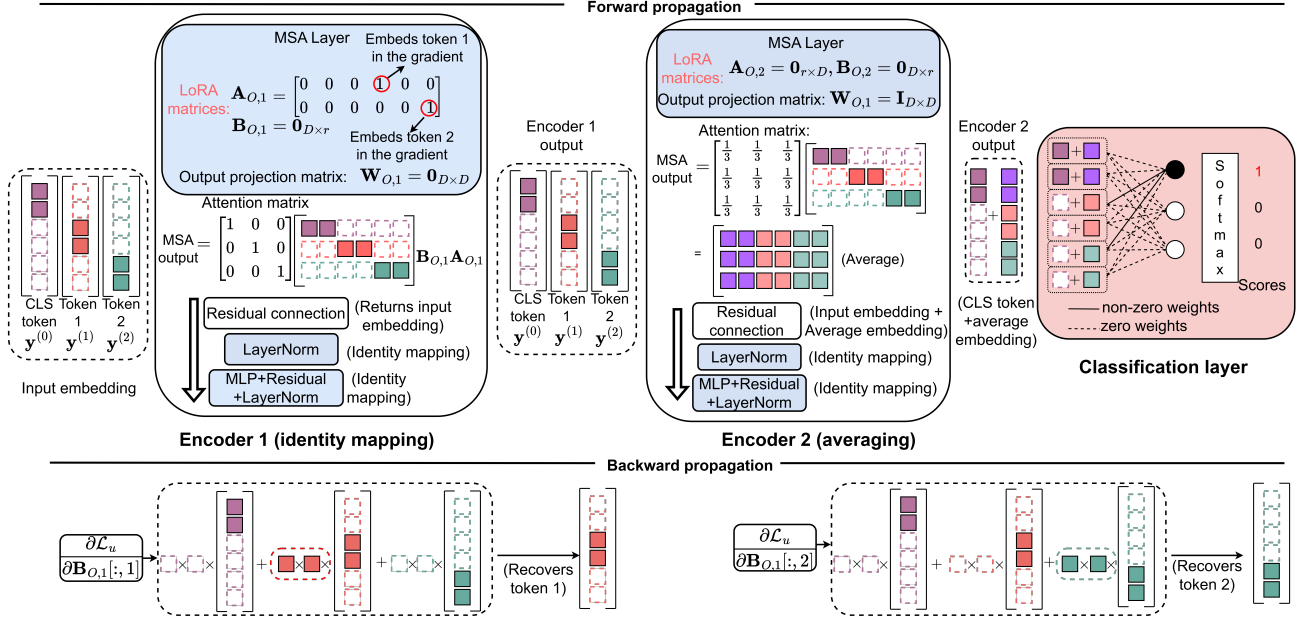 Forward propagation
MSA Layer
Embeds token 1
in the gradient
LoRA
matrices:
A_{O,1} =
0 0 0 1 0 0
0 0 0 0 0 1
B_{O,1} = 0_{D×r}
Embeds token 2
in the gradient
Output projection matrix: W_{O,1} = 0_{D×D}
Attention matrix
MSA
output
=
1 0 0
0 1 0
0 0 1
B_{O,1}A_{O,1}
Residual connection
(Returns input
embedding)
LayerNorm
(Identity mapping)
MLP+Residual
+LayerNorm
(Identity
mapping)
Encoder 1 (identity mapping)
CLS
token
y^{(0)}
Token
1
y^{(1)}
Token
2
y^{(2)}
Input embedding
Encoder 1
output
CLS
token
y^{(0)}
Token
1
y^{(1)}
Token
2
y^{(2)}
MSA Layer
LoRA
matrices:
A_{O,2} = 0_{r×D}, B_{O,2} = 0_{D×r}
Output projection matrix: W_{O,1} = I_{D×D}
Attention matrix:
MSA
output
=
1/3 1/3 1/3
1/3 1/3 1/3
1/3 1/3 1/3
=
(Average)
Residual
connection
(Input embedding +
Average embedding)
LayerNorm
(Identity mapping)
MLP+Residual
+LayerNorm
(Identity mapping)
Encoder 2 (averaging)
Encoder 2
output
+
(CLS token
+average
embedding)
+
+
+
+
+
+
Softmax
1
0
0
Scores
non-zero weights
zero weights
Classification layer
Backward propagation
∂L_u
∂B_{O,1}[:, 1]
× × + × × + × ×
(Recovers
token 1)
∂L_u
∂B_{O,1}[:, 2]
× × + × × + × ×
(Recovers
token 2)